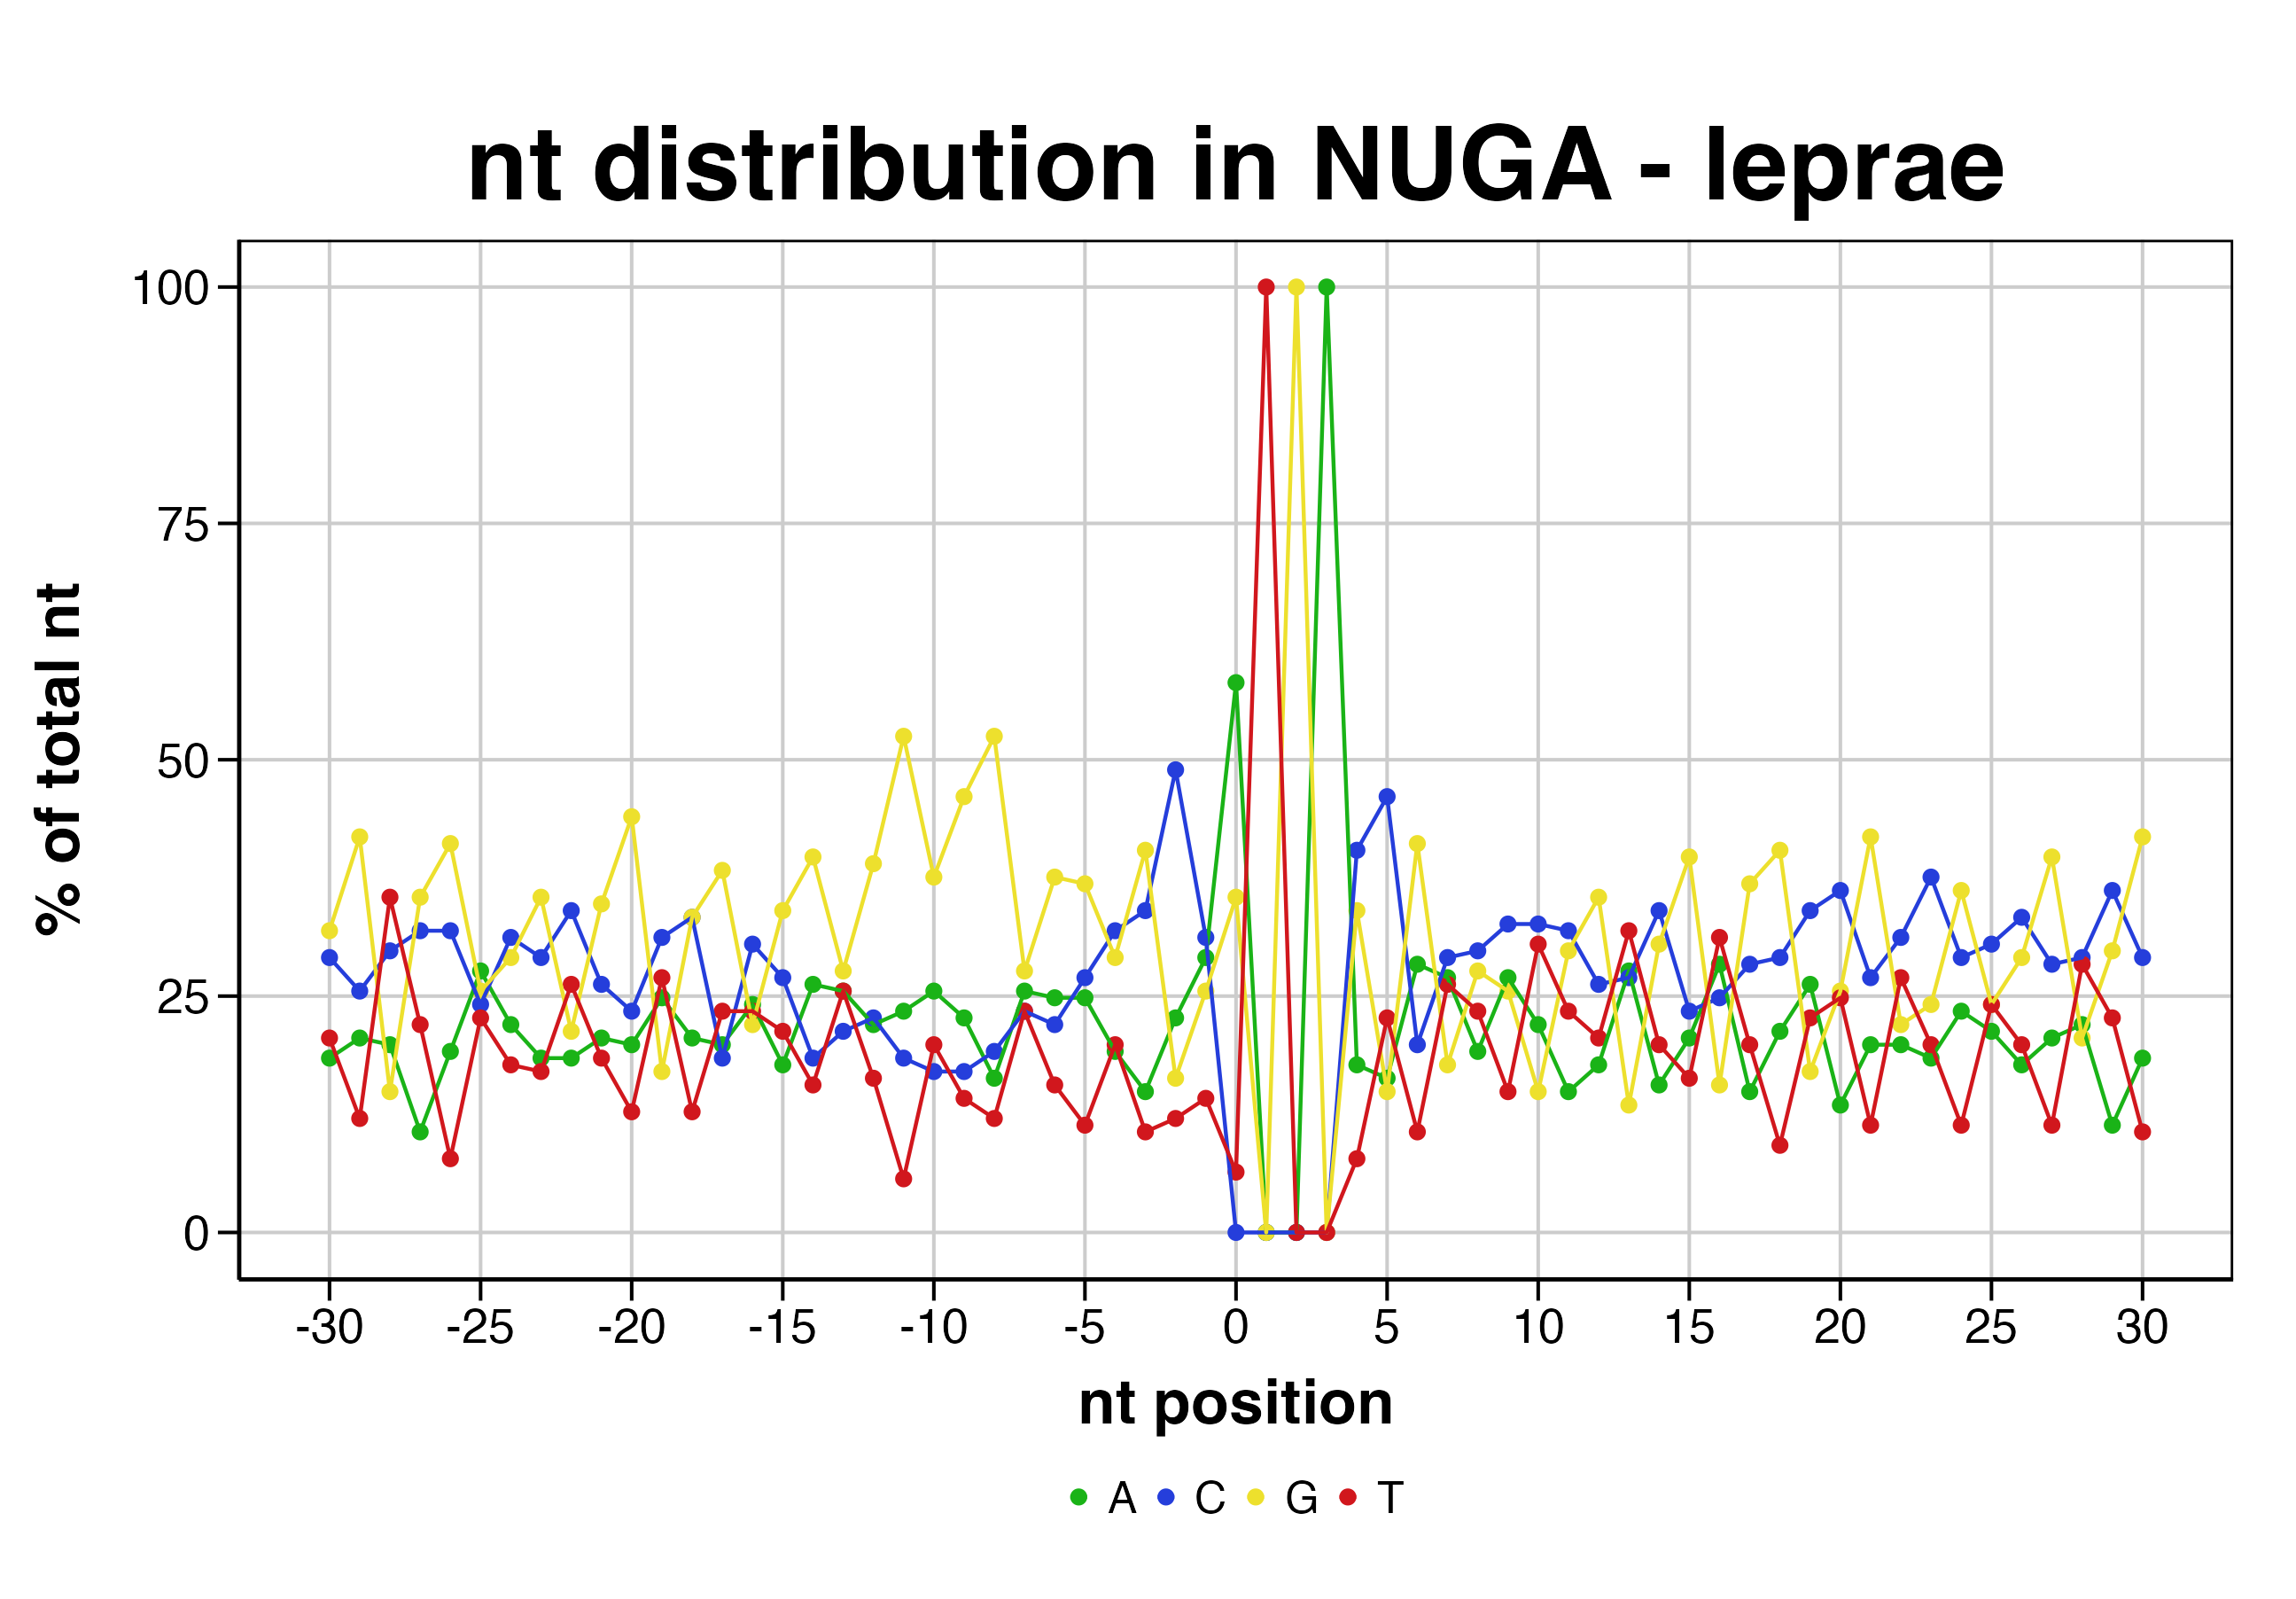 nt distribution in NUGA - leprae
100
75
50
25
0
% of total nt
-30 -25 -20 -15 -10 -5 0 5 10 15 20 25 30
nt position
A C G T